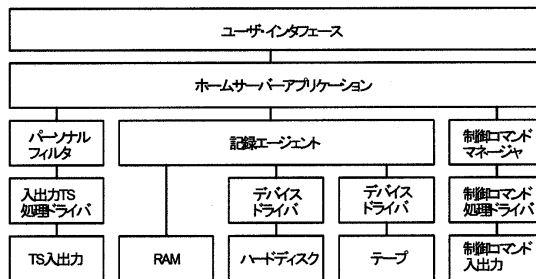 ユーザ・インタフェース
ホームサーバーアプリケーション
パーソナル
フィルタ
記録エージェント
制御コマンド
マネージャ
入出力TS
処理ドライバ
デバイス
ドライバ
デバイス
ドライバ
制御コマンド
処理ドライバ
TS入出力
RAM
ハードディスク
テープ
制御コマンド
入出力